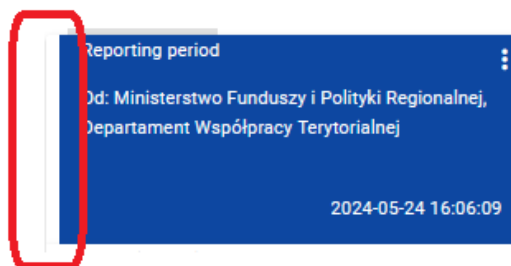 Reporting period
Od: Ministerstwo Funduszy i Polityki Regionalnej,
Departament Współpracy Terytorialnej
2024-05-24 16:06:09